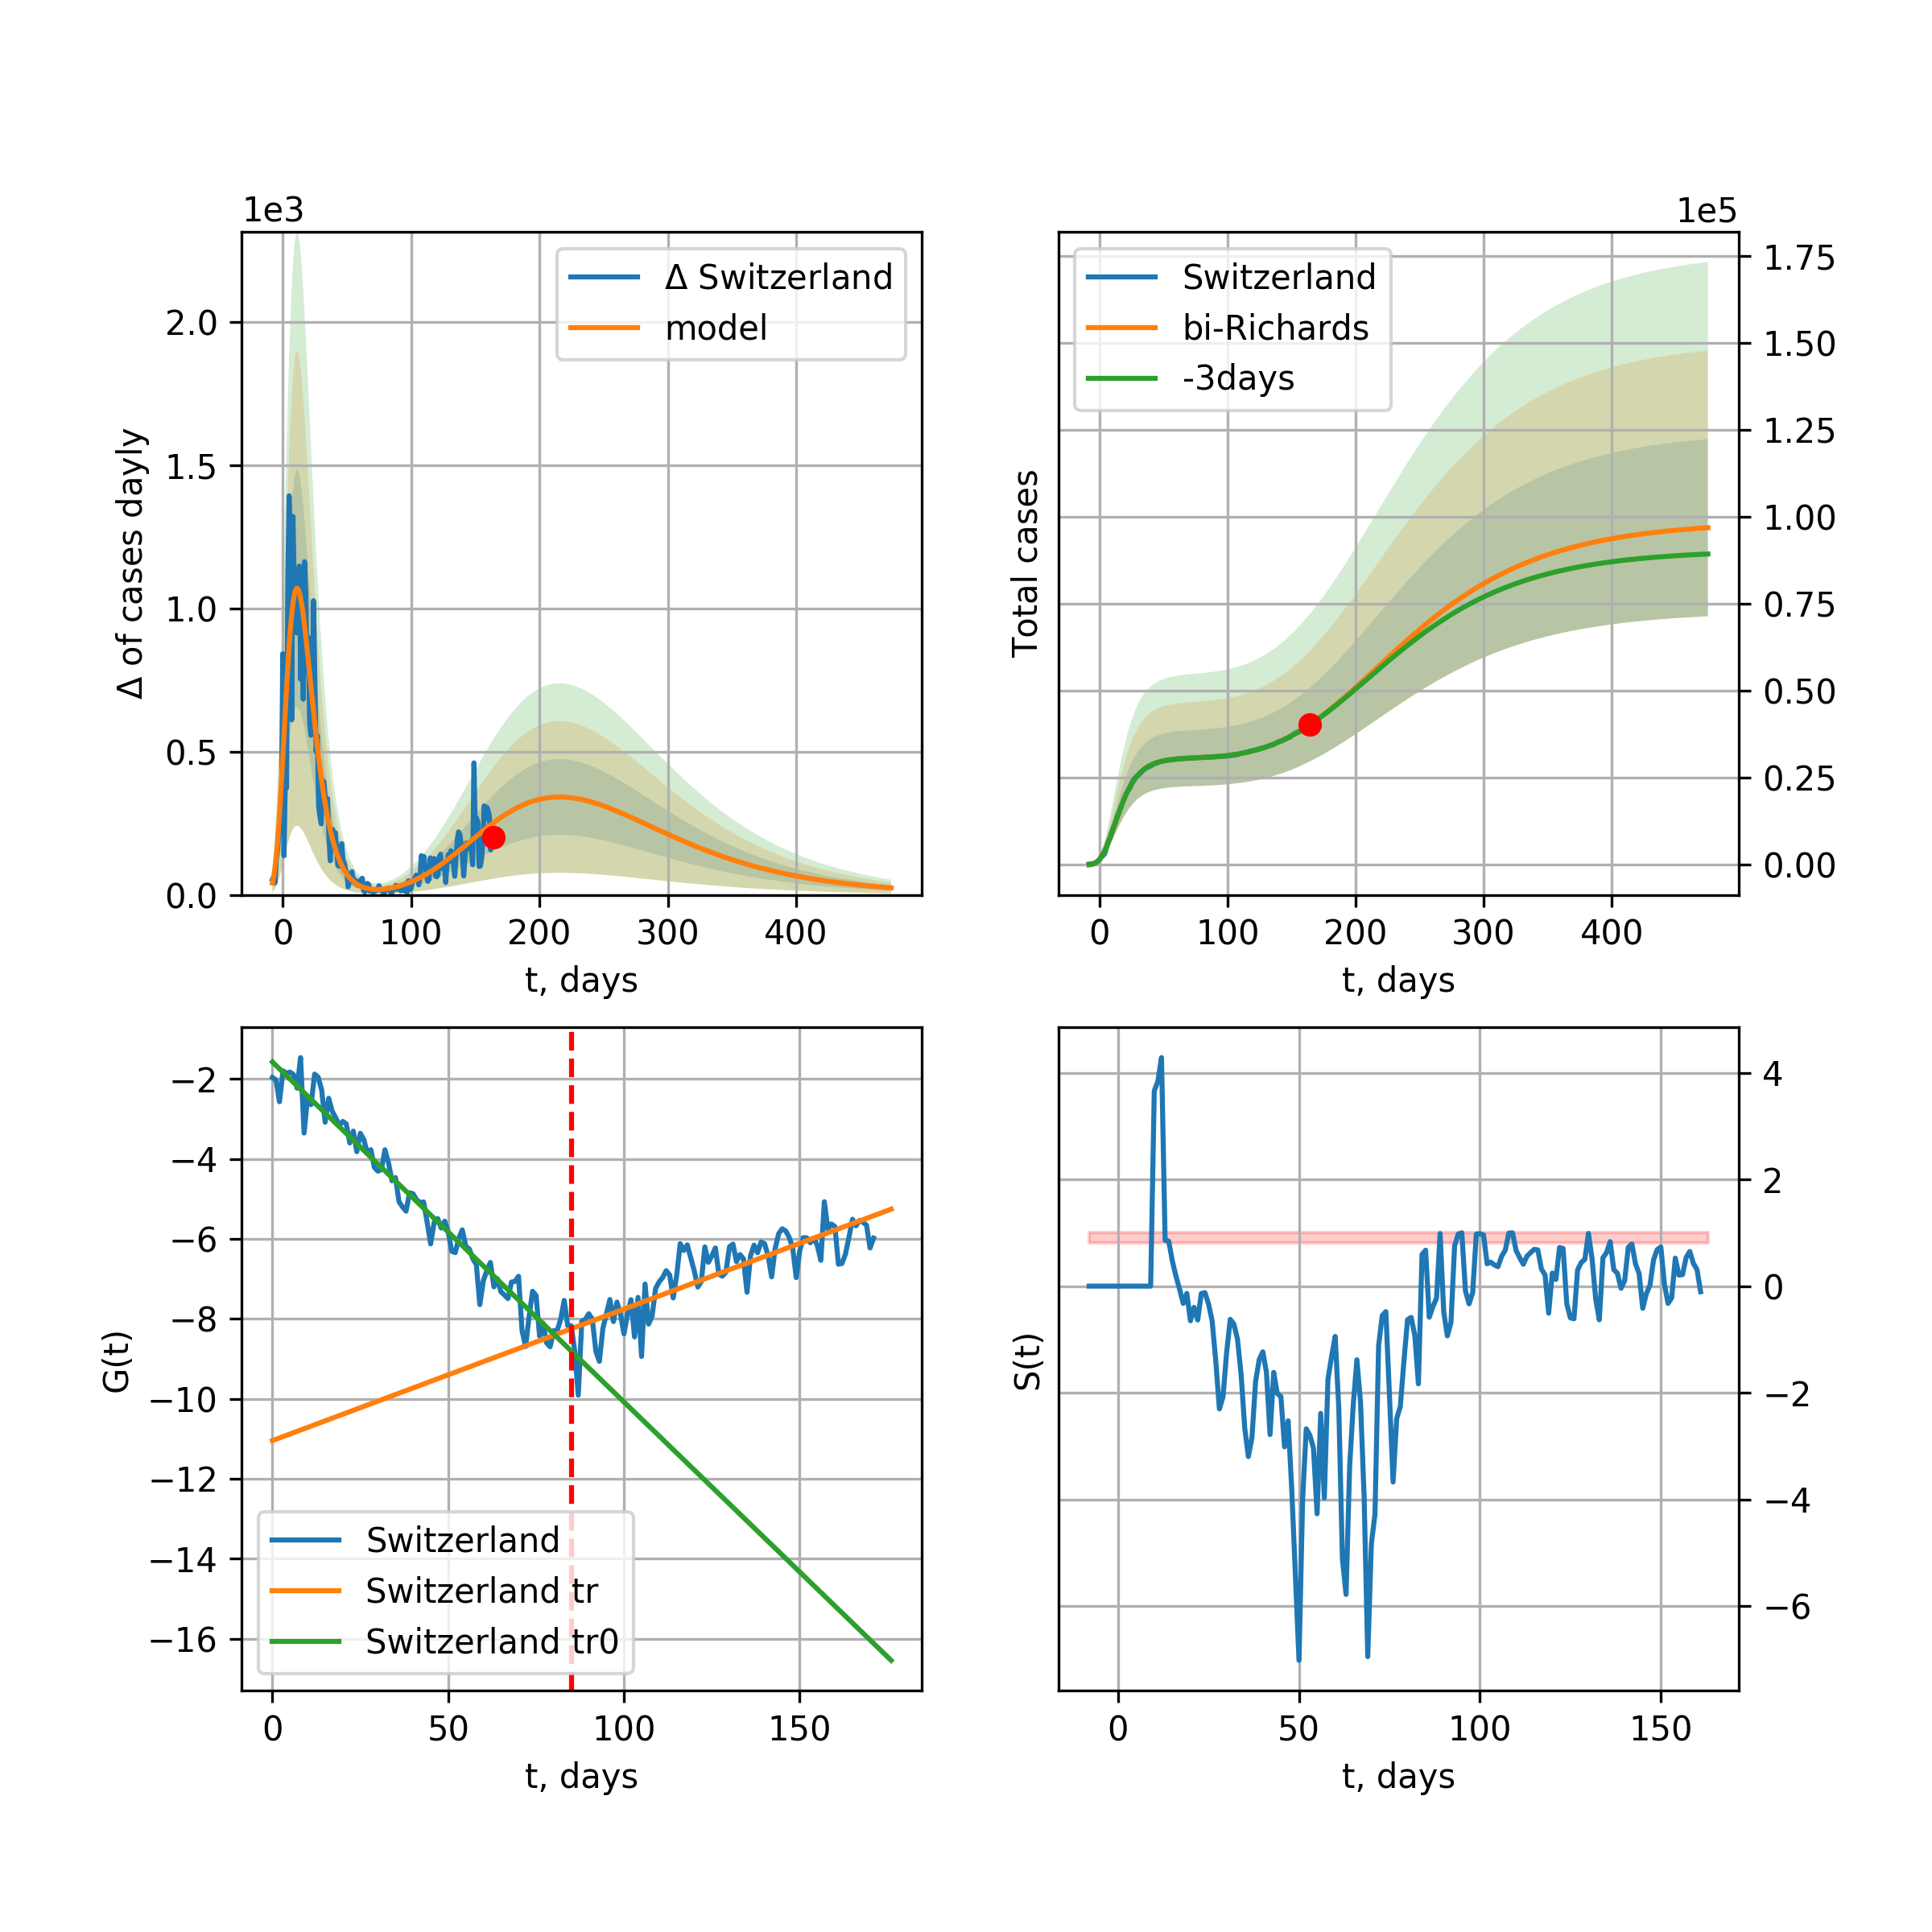 1e3
Δ Switzerland
model
2.0
1.5
1.0
0.5
0.0
Δ of cases dayly
0 100 200 300 400
t, days
1e5
Switzerland
bi-Richards
-3days
1.75
1.50
1.25
1.00
0.75
0.50
0.25
0.00
Total cases
0 100 200 300 400
t, days
−2
−4
−6
−8
−10
−12
−14
−16
G(t)
Switzerland
Switzerland tr
Switzerland tr0
0 50 100 150
t, days
4
2
0
−2
−4
−6
S(t)
0 50 100 150
t, days